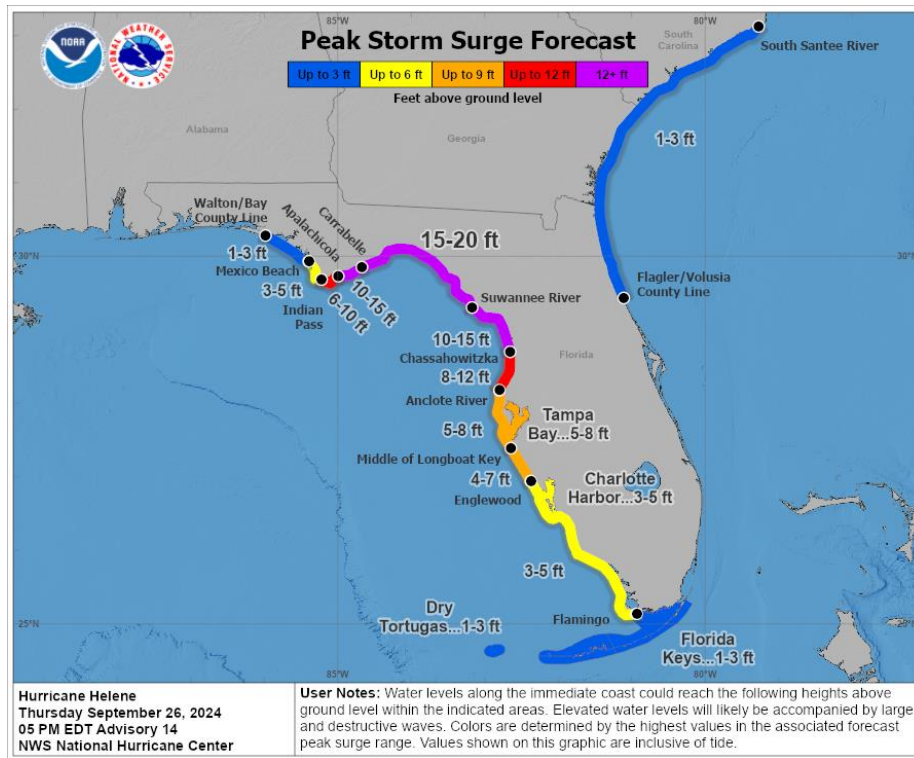 NOAA
NATIONAL WEATHER SERVICE
Peak Storm Surge Forecast
Up to 3 ft
Up to 6 ft
Up to 9 ft
Up to 12 ft
12+ ft
Feet above ground level
85°W
80°W
South
Carolina
South Santee River
Alabama
Georgia
1-3 ft
Walton/Bay
County Line
Apalachicola
Carrabelle
15-20 ft
30°N
30°N
1-3 ft
Mexico Beach
3-5 ft
Indian
Pass
6-10 ft
10-15 ft
Suwannee River
Flagler/Volusia
County Line
10-15 ft
Chassahowitzka
Florida
8-12 ft
Anclote River
5-8 ft
Tampa
Bay...5-8 ft
Middle of Longboat Key
4-7 ft
Englewood
Charlotte
Harbor...3-5 ft
3-5 ft
Dry
Tortugas...1-3 ft
Flamingo
25°N
25°N
Florida
Keys...1-3 ft
85°W
80°W
Hurricane Helene
Thursday September 26, 2024
05 PM EDT Advisory 14
NWS National Hurricane Center
User Notes: Water levels along the immediate coast could reach the following heights above
ground level within the indicated areas. Elevated water levels will likely be accompanied by large
and destructive waves. Colors are determined by the highest values in the associated forecast
peak surge range. Values shown on this graphic are inclusive of tide.